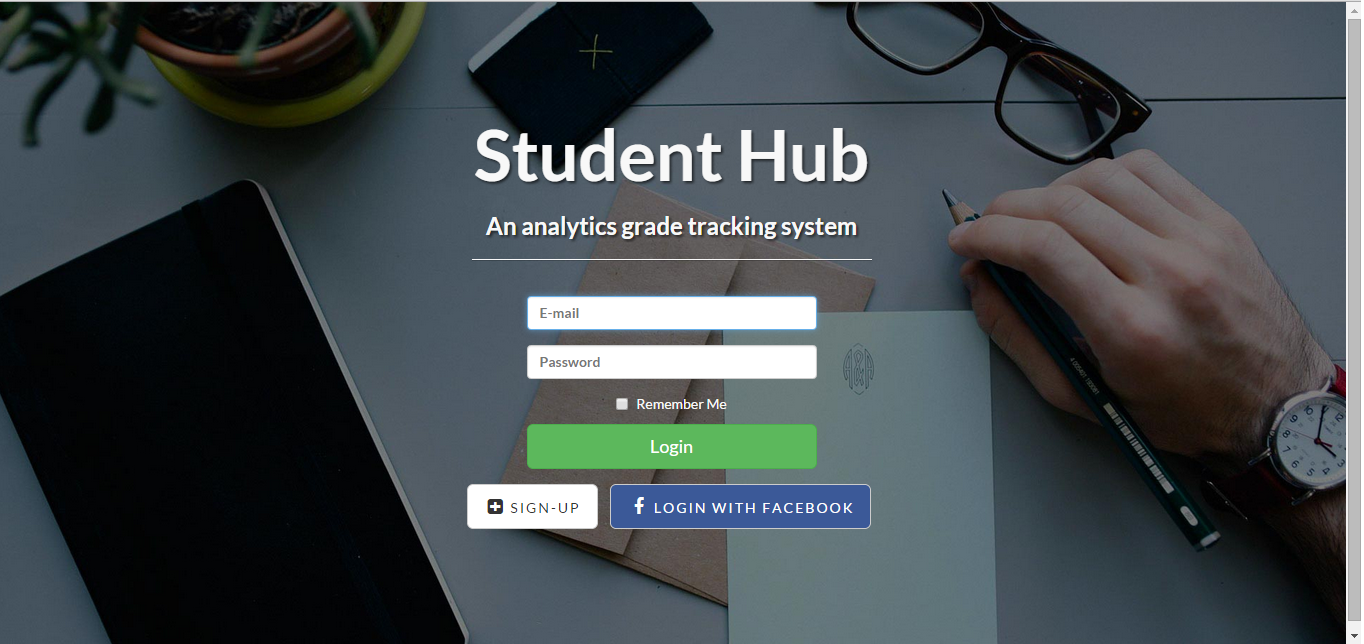 Student Hub
An analytics grade tracking system
E-mail
Password
Remember Me
Login
SIGN-UP
LOGIN WITH FACEBOOK